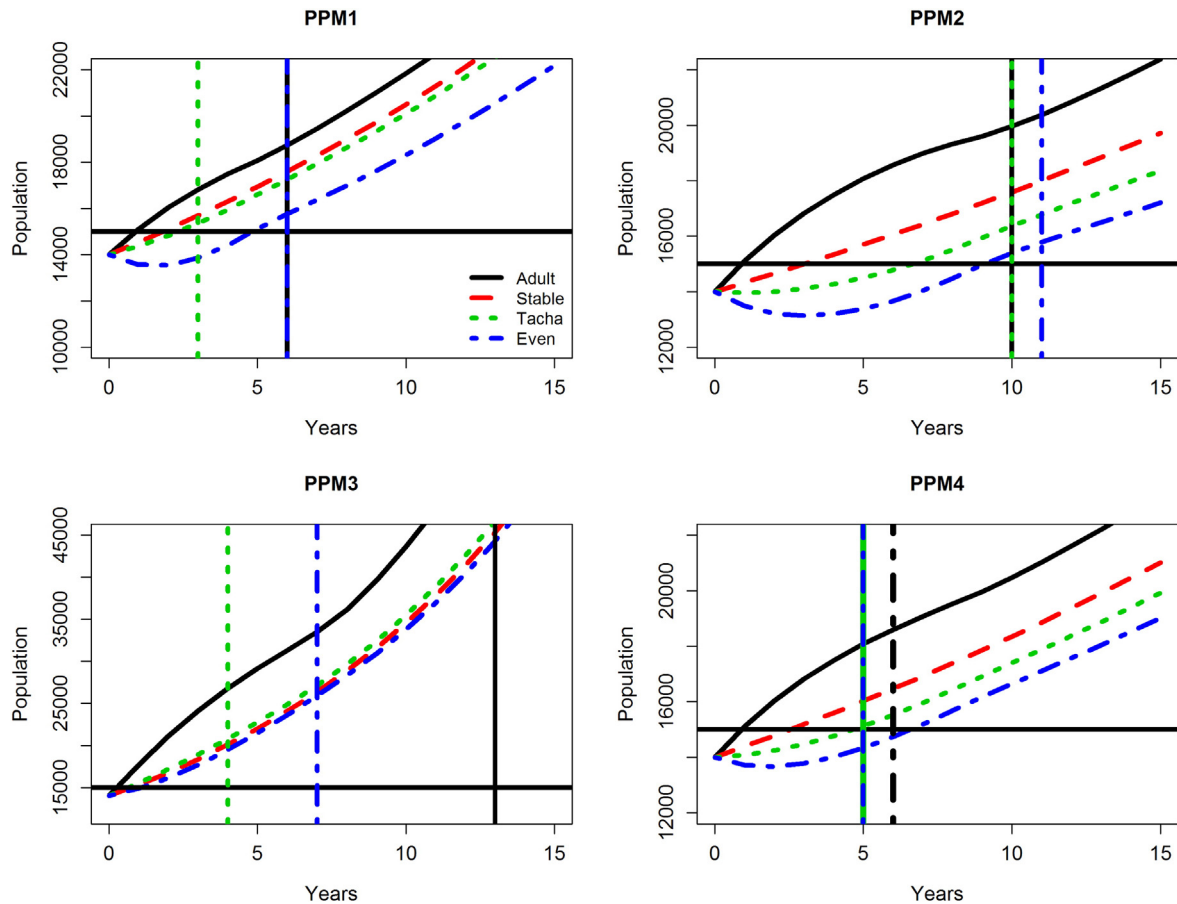 PPM1
Population
22000
18000
14000
10000
Adult
Stable
Tacha
Even
0
5
10
15
Years
PPM2
Population
20000
16000
12000
0
5
10
15
Years
PPM3
Population
45000
35000
25000
15000
0
5
10
15
Years
PPM4
Population
20000
16000
12000
0
5
10
15
Years